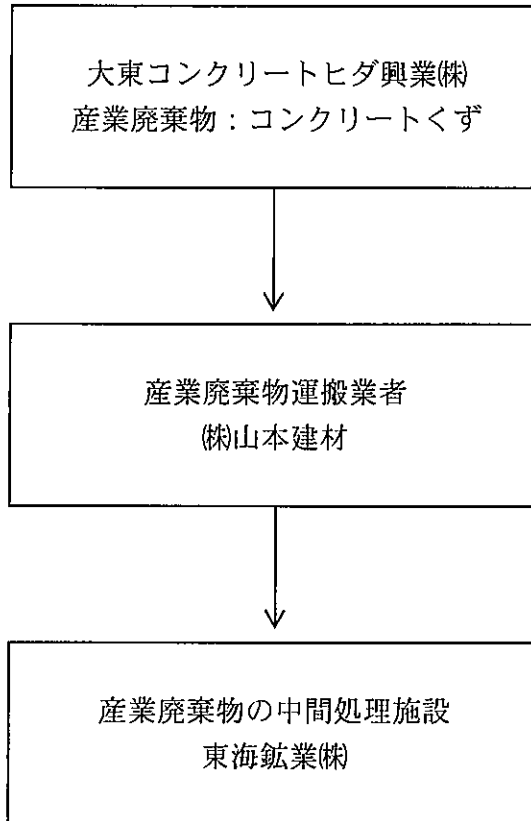 大東コンクリートヒダ興業㈱
産業廃棄物：コンクリートくず
産業廃棄物運搬業者
㈱山本建材
産業廃棄物の中間処理施設
東海鉱業㈱